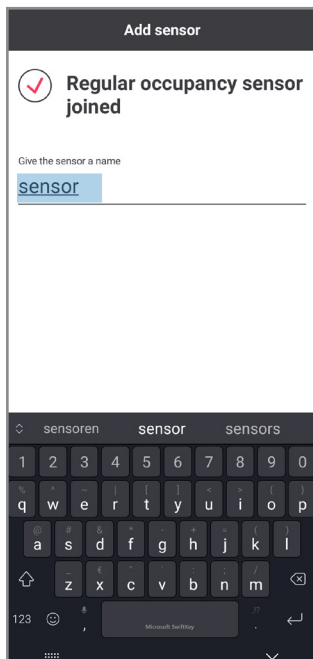 Add sensor
Regular occupancy sensor
joined
Give the sensor a name
sensor
sensoren sensor sensors
1 2 3 4 5 6 7 8 9 0
% ^ ~ | [ ] < > { }
q w e r t y u i o p
@ # & * - + = ( )
a s d f g h j k l
_ € " ' : ; /
z x c v b n m
!?
123 , .
Microsoft SwiftKey